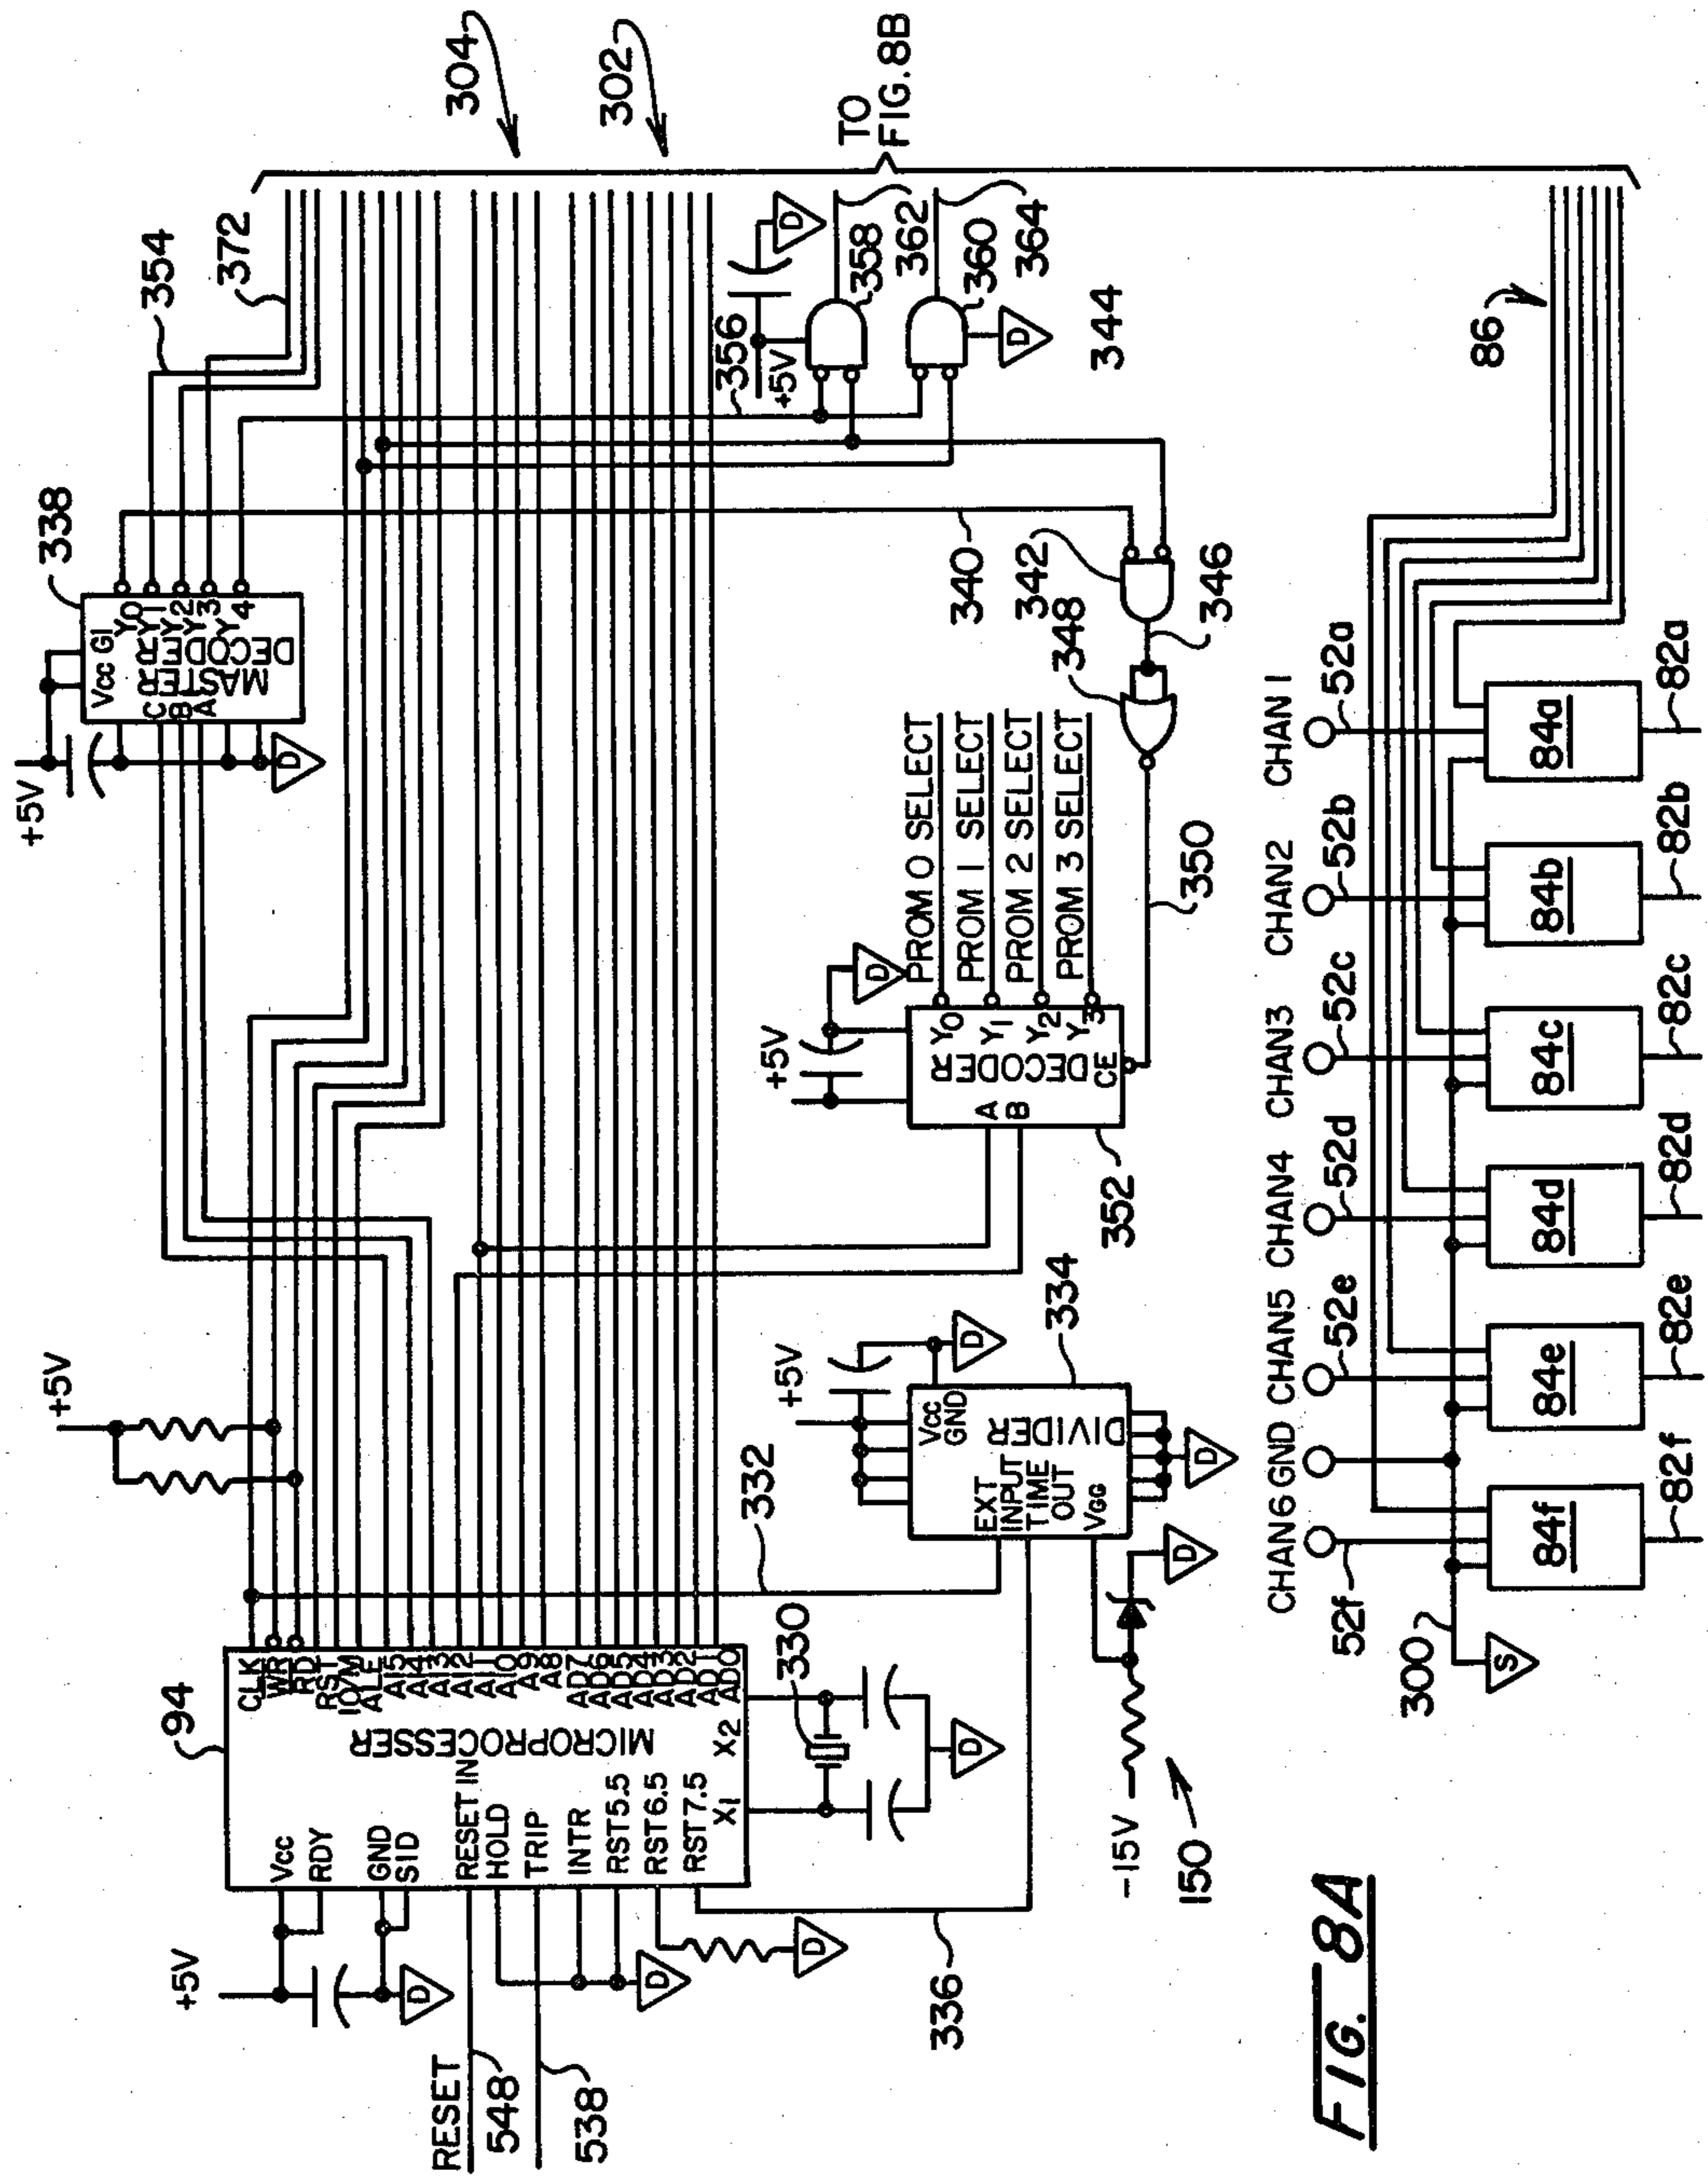 304
302
TO
FIG. 8B
354
372
338
+5V
Vcc GI
Y0
Y1
Y2
Y3
Y4
C
B
A
MASTER
DECODER
D
356
+5V
D
358
362
360
364
D
344
340
342
348
346
350
+5V
D
PROM 0 SELECT
PROM 1 SELECT
PROM 2 SELECT
PROM 3 SELECT
DECODER
Y0
Y1
Y2
Y3
A
B
CE
352
+5V
332
94
MICROPROCESSER
Vcc
RDY
GND
SID
RESET IN
HOLD
TRIP
INTR
RST5.5
RST6.5
RST7.5
X1
X2
CLK
WR
RD
RST
IO/M
ALE
A15
A14
A13
A12
A11
A10
A9
A8
AD7
AD6
AD5
AD4
AD3
AD2
AD1
AD0
+5V
D
RESET
548
538
D
D
336
330
D
+5V
D
334
Vcc
GND
DIVIDER
EXT
INPUT
TIME
OUT
VGG
D
D
-15V
150
86
CHAN 1
CHAN2
CHAN3
CHAN4
CHAN5
GND
CHAN6
52a
52b
52c
52d
52e
52f
300
S
84a
84b
84c
84d
84e
84f
82a
82b
82c
82d
82e
82f
FIG. 8A